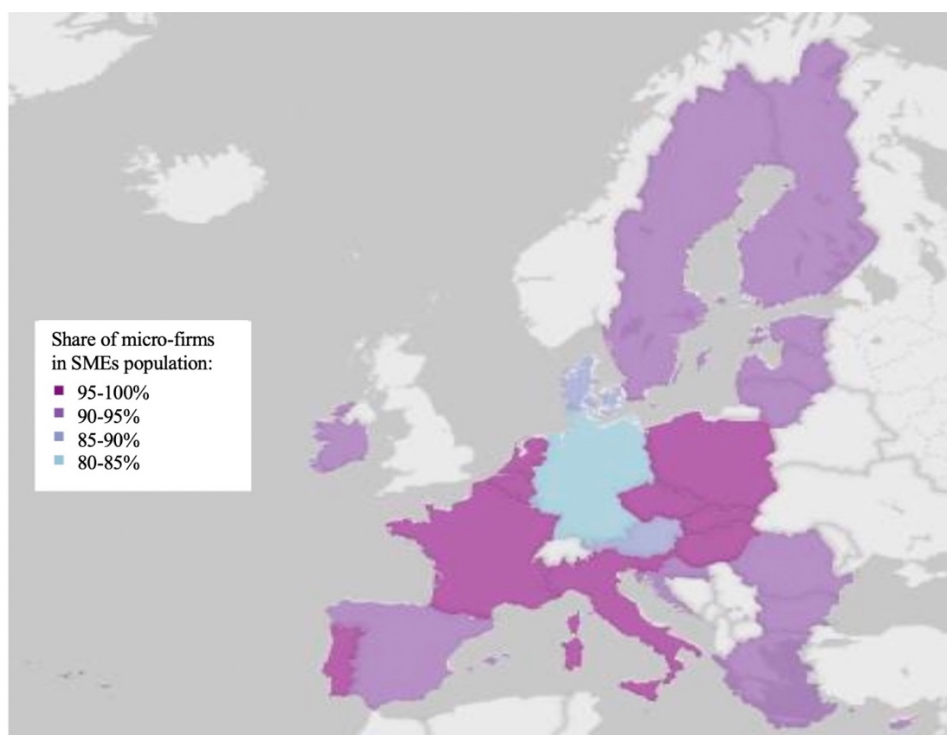 Share of micro-firms
in SMEs population:
95-100%
90-95%
85-90%
80-85%